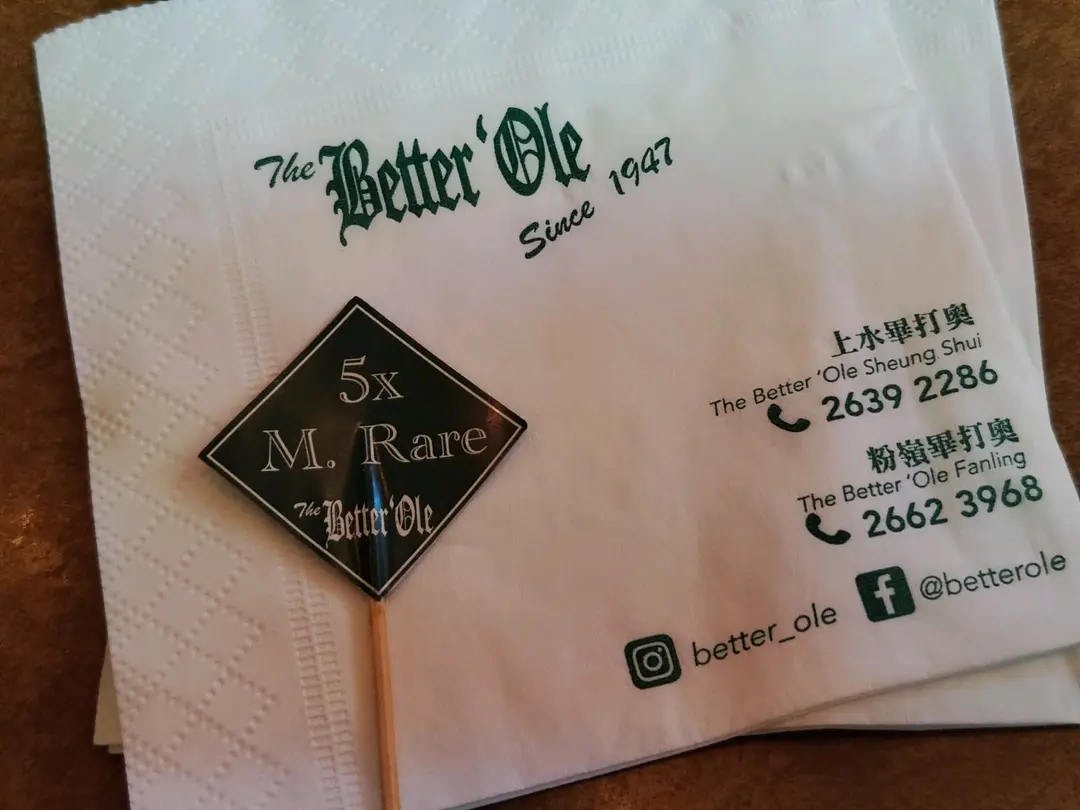 The Better 'Ole
Since 1947
5x
M. Rare
The Better 'Ole
上水畢打奧
The Better 'Ole Sheung Shui
2639 2286
粉嶺畢打奧
The Better 'Ole Fanling
2662 3968
better_ole
@betterole